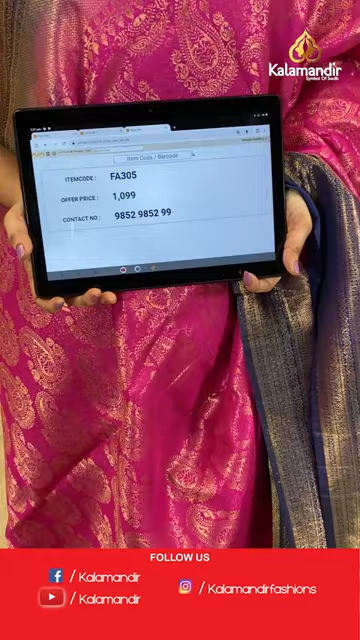 Kalamandir
Symbol Of South
Item Code / Barcode
ITEMCODE : FA305
OFFER PRICE : 1,099
CONTACT NO : 9852 9852 99
FOLLOW US
/ Kalamandir
/ Kalamandirfashions
/ Kalamandir